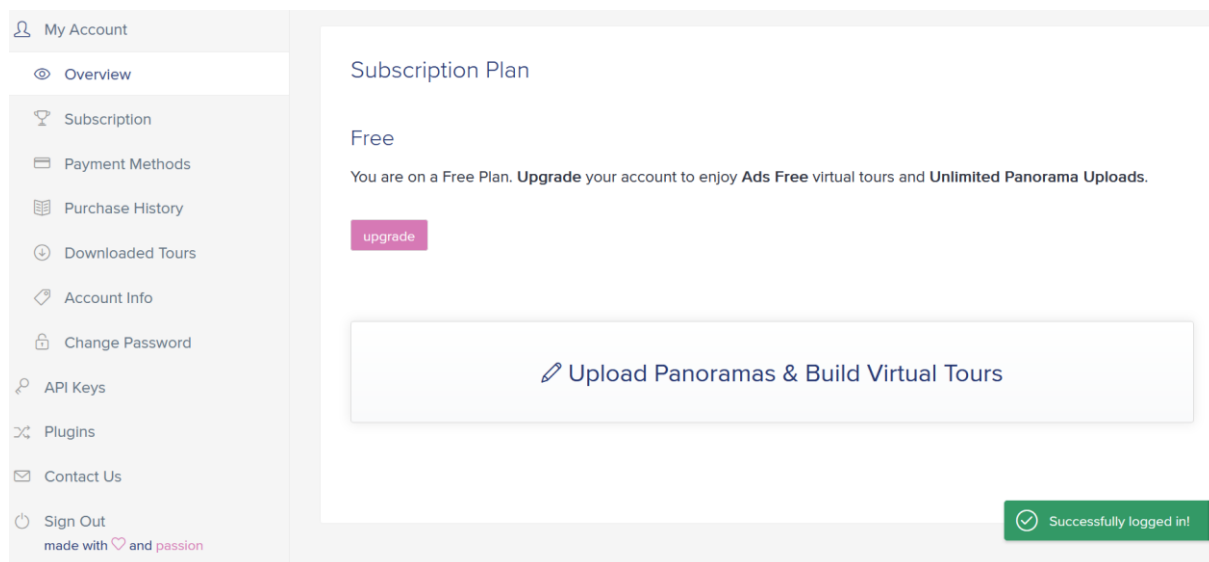 My Account
Overview
Subscription
Payment Methods
Purchase History
Downloaded Tours
Account Info
Change Password
API Keys
Plugins
Contact Us
Sign Out
made with and passion
Subscription Plan
Free
You are on a Free Plan. Upgrade your account to enjoy Ads Free virtual tours and Unlimited Panorama Uploads.
upgrade
Upload Panoramas & Build Virtual Tours
Successfully logged in!